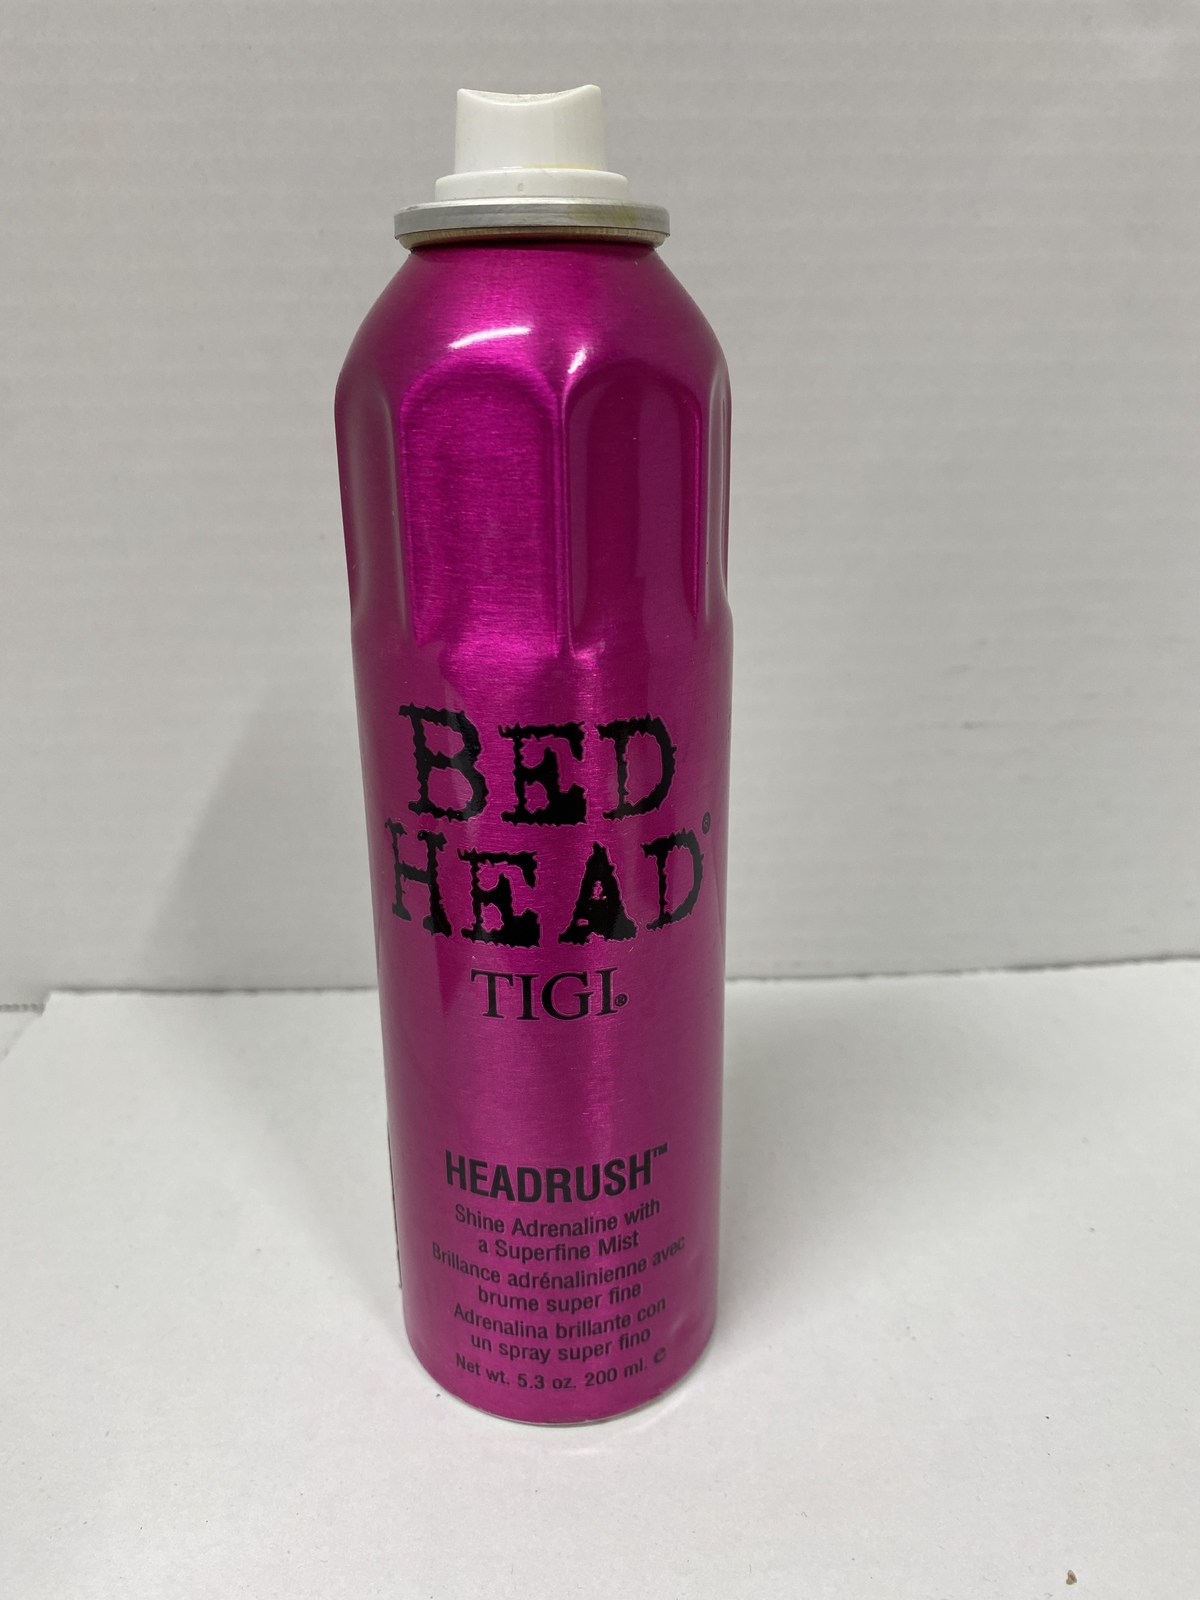 BED
HEAD®
TIGI®
HEADRUSH™
Shine Adrenaline with
a Superfine Mist
Brillance adrénalinienne avec
brume super fine
Adrenalina brillante con
un spray super fino
Net wt. 5.3 oz. 200 ml. ℮